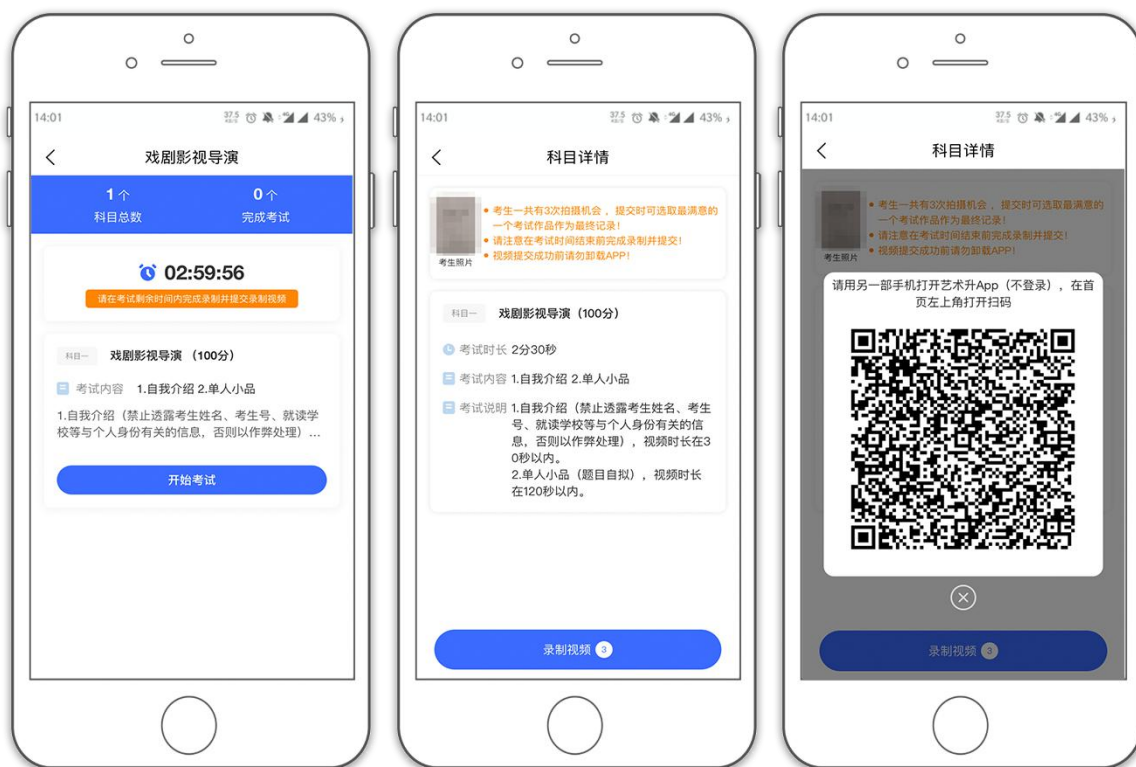 14:01
37.5 KB/S 43%
戏剧影视导演
1个
0个
科目总数
完成考试
02:59:56
请在考试剩余时间内完成录制并提交录制视频
科目一 戏剧影视导演 (100分)
考试内容 1.自我介绍 2.单人小品
1.自我介绍（禁止透露考生姓名、考生号、就读学
校等与个人身份有关的信息，否则以作弊处理）...
开始考试
14:01
37.5 KB/S 43%
科目详情
考生一共有3次拍摄机会 ，提交时可选取最满意的
一个考试作品作为最终记录！
请注意在考试时间结束前完成录制并提交！
视频提交成功前请勿卸载APP！
考生照片
科目一 戏剧影视导演（100分）
考试时长 2分30秒
考试内容 1.自我介绍 2.单人小品
考试说明 1.自我介绍（禁止透露考生姓名、考生
号、就读学校等与个人身份有关的信
息，否则以作弊处理），视频时长在3
0秒以内。
2.单人小品（题目自拟），视频时长
在120秒以内。
录制视频 3
14:01
37.5 KB/S 43%
科目详情
考生一共有3次拍摄机会 ，提交时可选取最满意的
一个考试作品作为最终记录！
请注意在考试时间结束前完成录制并提交！
视频提交成功前请勿卸载APP！
考生照片
请用另一部手机打开艺术升App（不登录），在首
页左上角打开扫码
录制视频 3